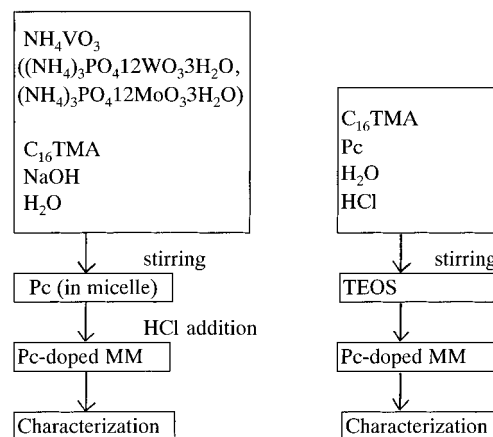 NH₄VO₃
((NH₄)₃PO₄12WO₃3H₂O,
(NH₄)₃PO₄12MoO₃3H₂O)
C₁₆TMA
NaOH
H₂O
stirring
Pc (in micelle)
HCl addition
Pc-doped MM
Characterization
C₁₆TMA
Pc
H₂O
HCl
stirring
TEOS
Pc-doped MM
Characterization